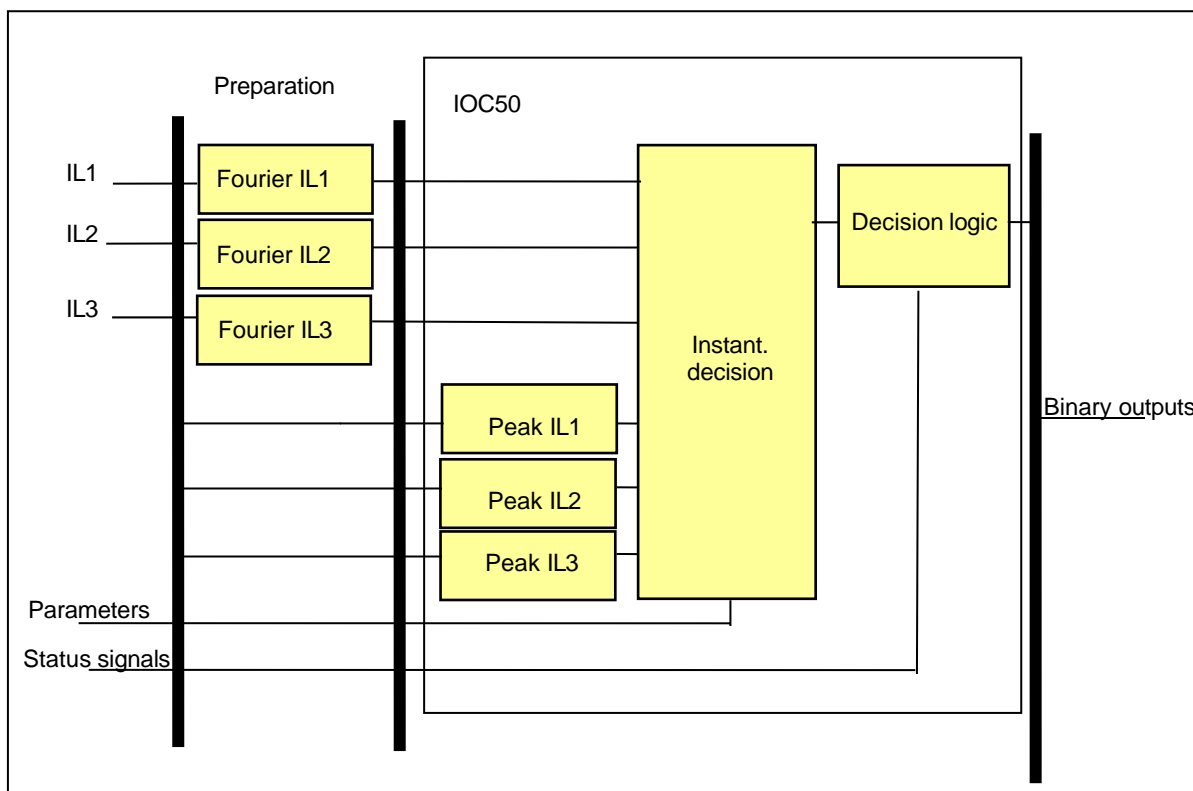 Preparation
IOC50
IL1
Fourier IL1
IL2
Fourier IL2
IL3
Fourier IL3
Instant.
decision
Decision logic
Peak IL1
Peak IL2
Peak IL3
Binary outputs
Parameters
Status signals